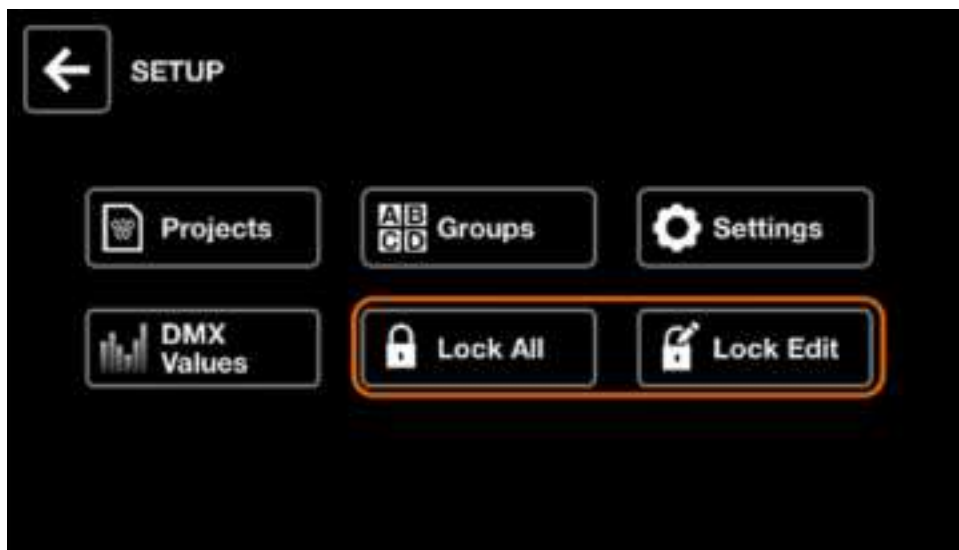 SETUP
Projects
A B
C D
Groups
Settings
DMX
Values
Lock All
Lock Edit